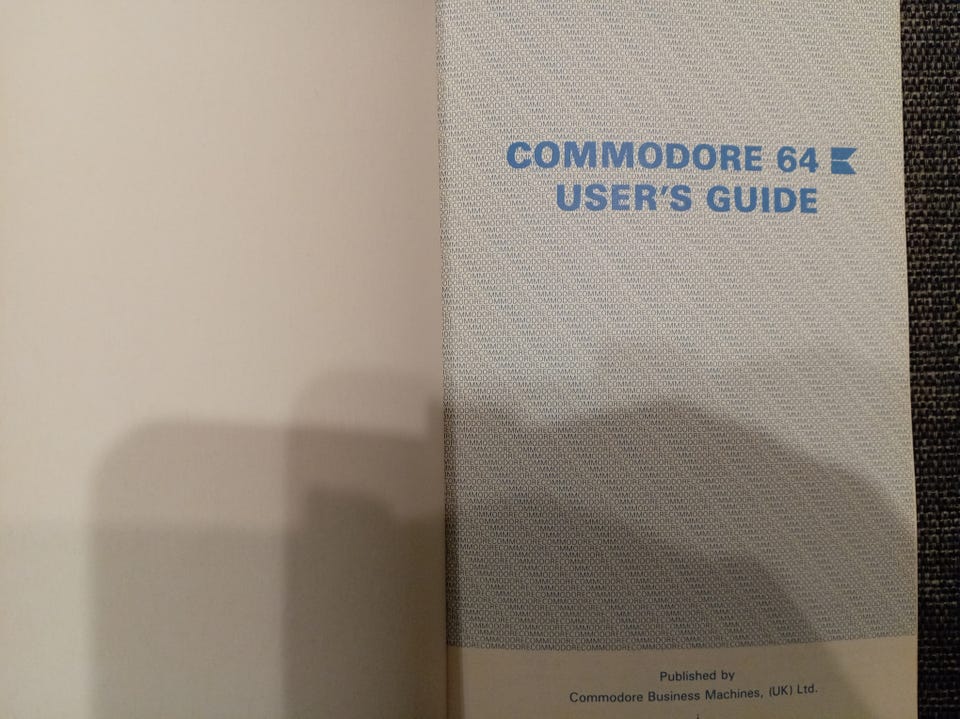 COMMODORE 64
USER'S GUIDE
Published by
Commodore Business Machines, (UK) Ltd.